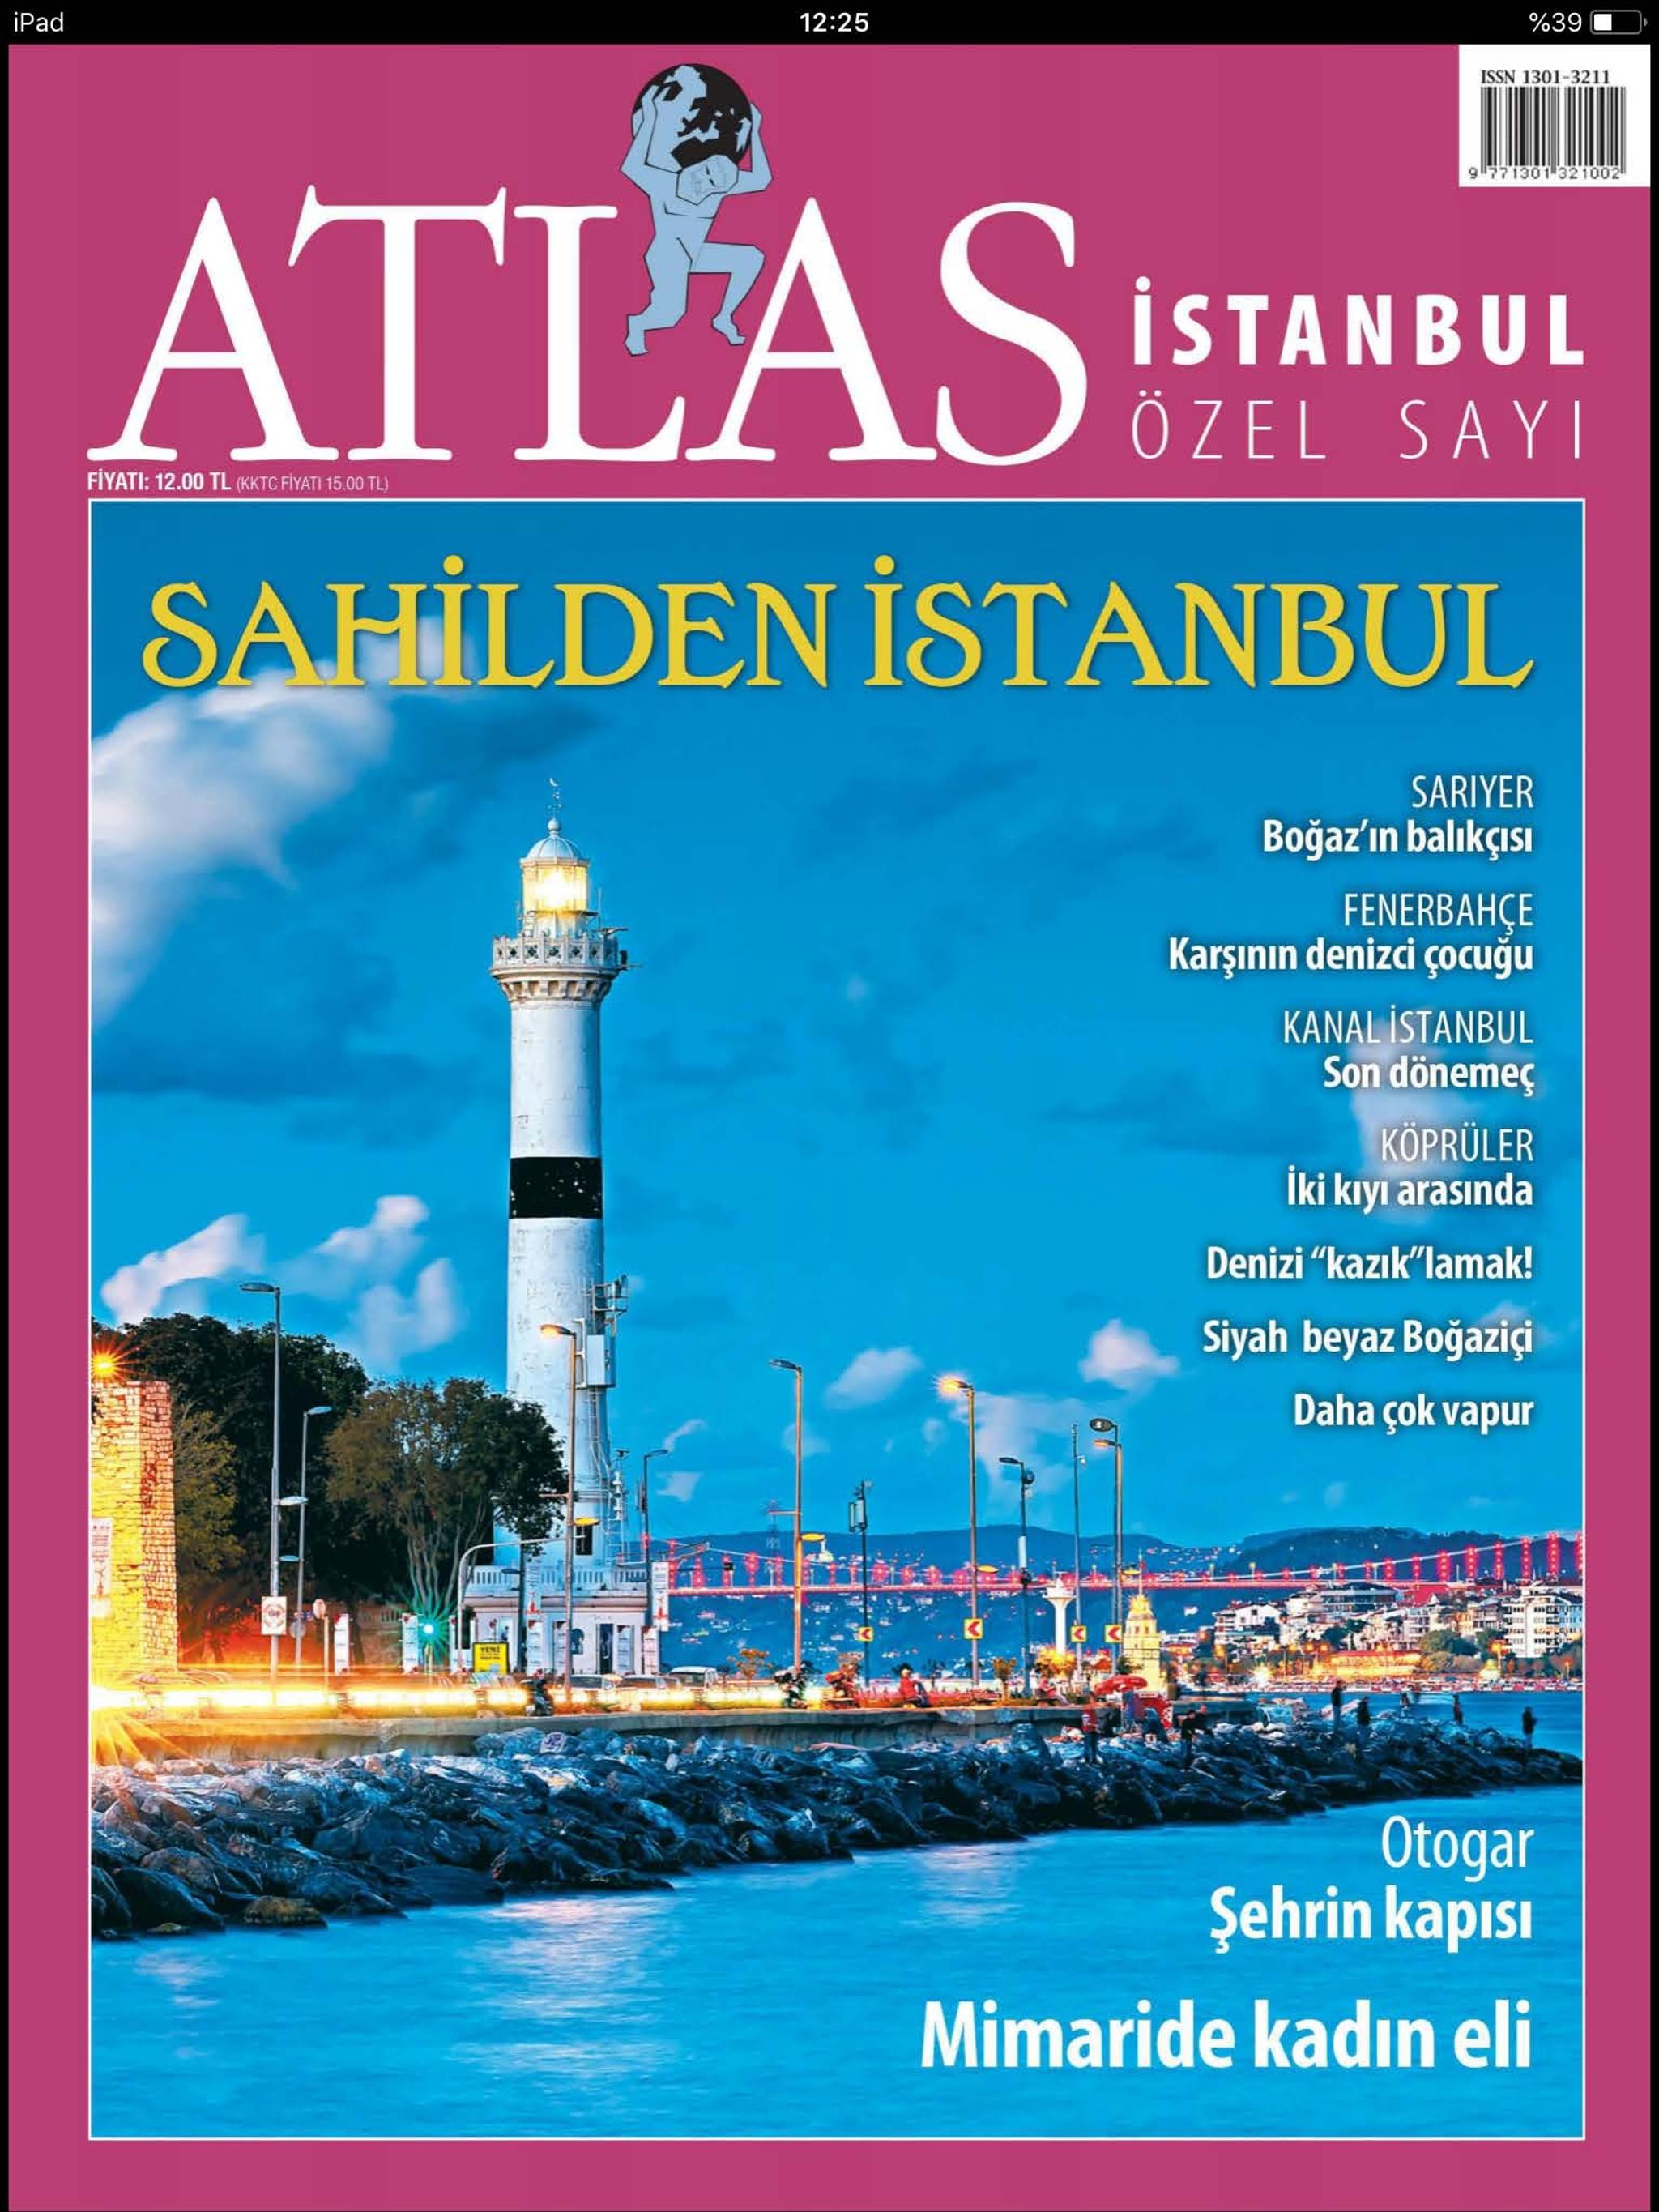 iPad
12:25
%39
ISSN 1301-3211
9 771301 321002
ATLAS
İSTANBUL
ÖZEL SAYI
FİYATI: 12.00 TL (KKTC FİYATI 15.00 TL)
SAHİLDEN İSTANBUL
SARIYER
Boğaz’ın balıkçısı
FENERBAHÇE
Karşının denizci çocuğu
KANAL İSTANBUL
Son dönemeç
KÖPRÜLER
İki kıyı arasında
Denizi “kazık”lamak!
Siyah beyaz Boğaziçi
Daha çok vapur
YENİ
Otogar
Şehrin kapısı
Mimaride kadın eli